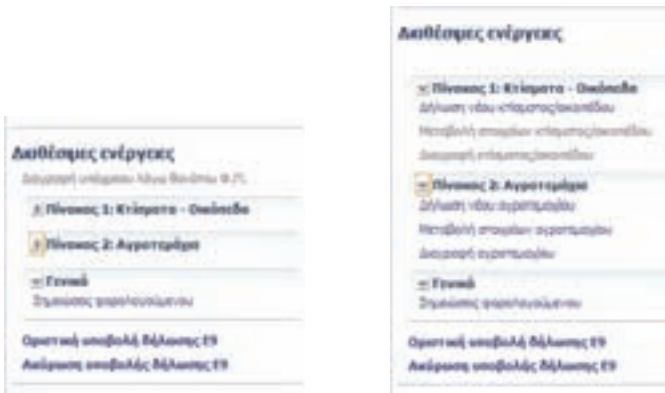 Διαθέσιμες ενέργειες
Διαγραφή υπόχρεου λόγω θανάτου Φ.Π.
Πίνακας 1: Κτίσματα - Οικόπεδα
Πίνακας 2: Αγροτεμάχια
Γενικά
Σημειώσεις φορολογούμενου
Οριστική υποβολή δήλωσης Ε9
Ακύρωση υποβολής δήλωσης Ε9
Διαθέσιμες ενέργειες
Πίνακας 1: Κτίσματα - Οικόπεδα
Δήλωση νέου κτίσματος/οικοπέδου
Μεταβολή στοιχείων κτίσματος/οικοπέδου
Διαγραφή κτίσματος/οικοπέδου
Πίνακας 2: Αγροτεμάχια
Δήλωση νέου αγροτεμαχίου
Μεταβολή στοιχείων αγροτεμαχίου
Διαγραφή αγροτεμαχίου
Γενικά
Σημειώσεις φορολογούμενου
Οριστική υποβολή δήλωσης Ε9
Ακύρωση υποβολής δήλωσης Ε9